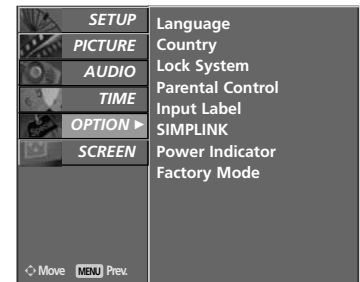 SETUP
PICTURE
AUDIO
TIME
OPTION ►
SCREEN
Language
Country
Lock System
Parental Control
Input Label
SIMPLINK
Power Indicator
Factory Mode
Move MENU Prev.